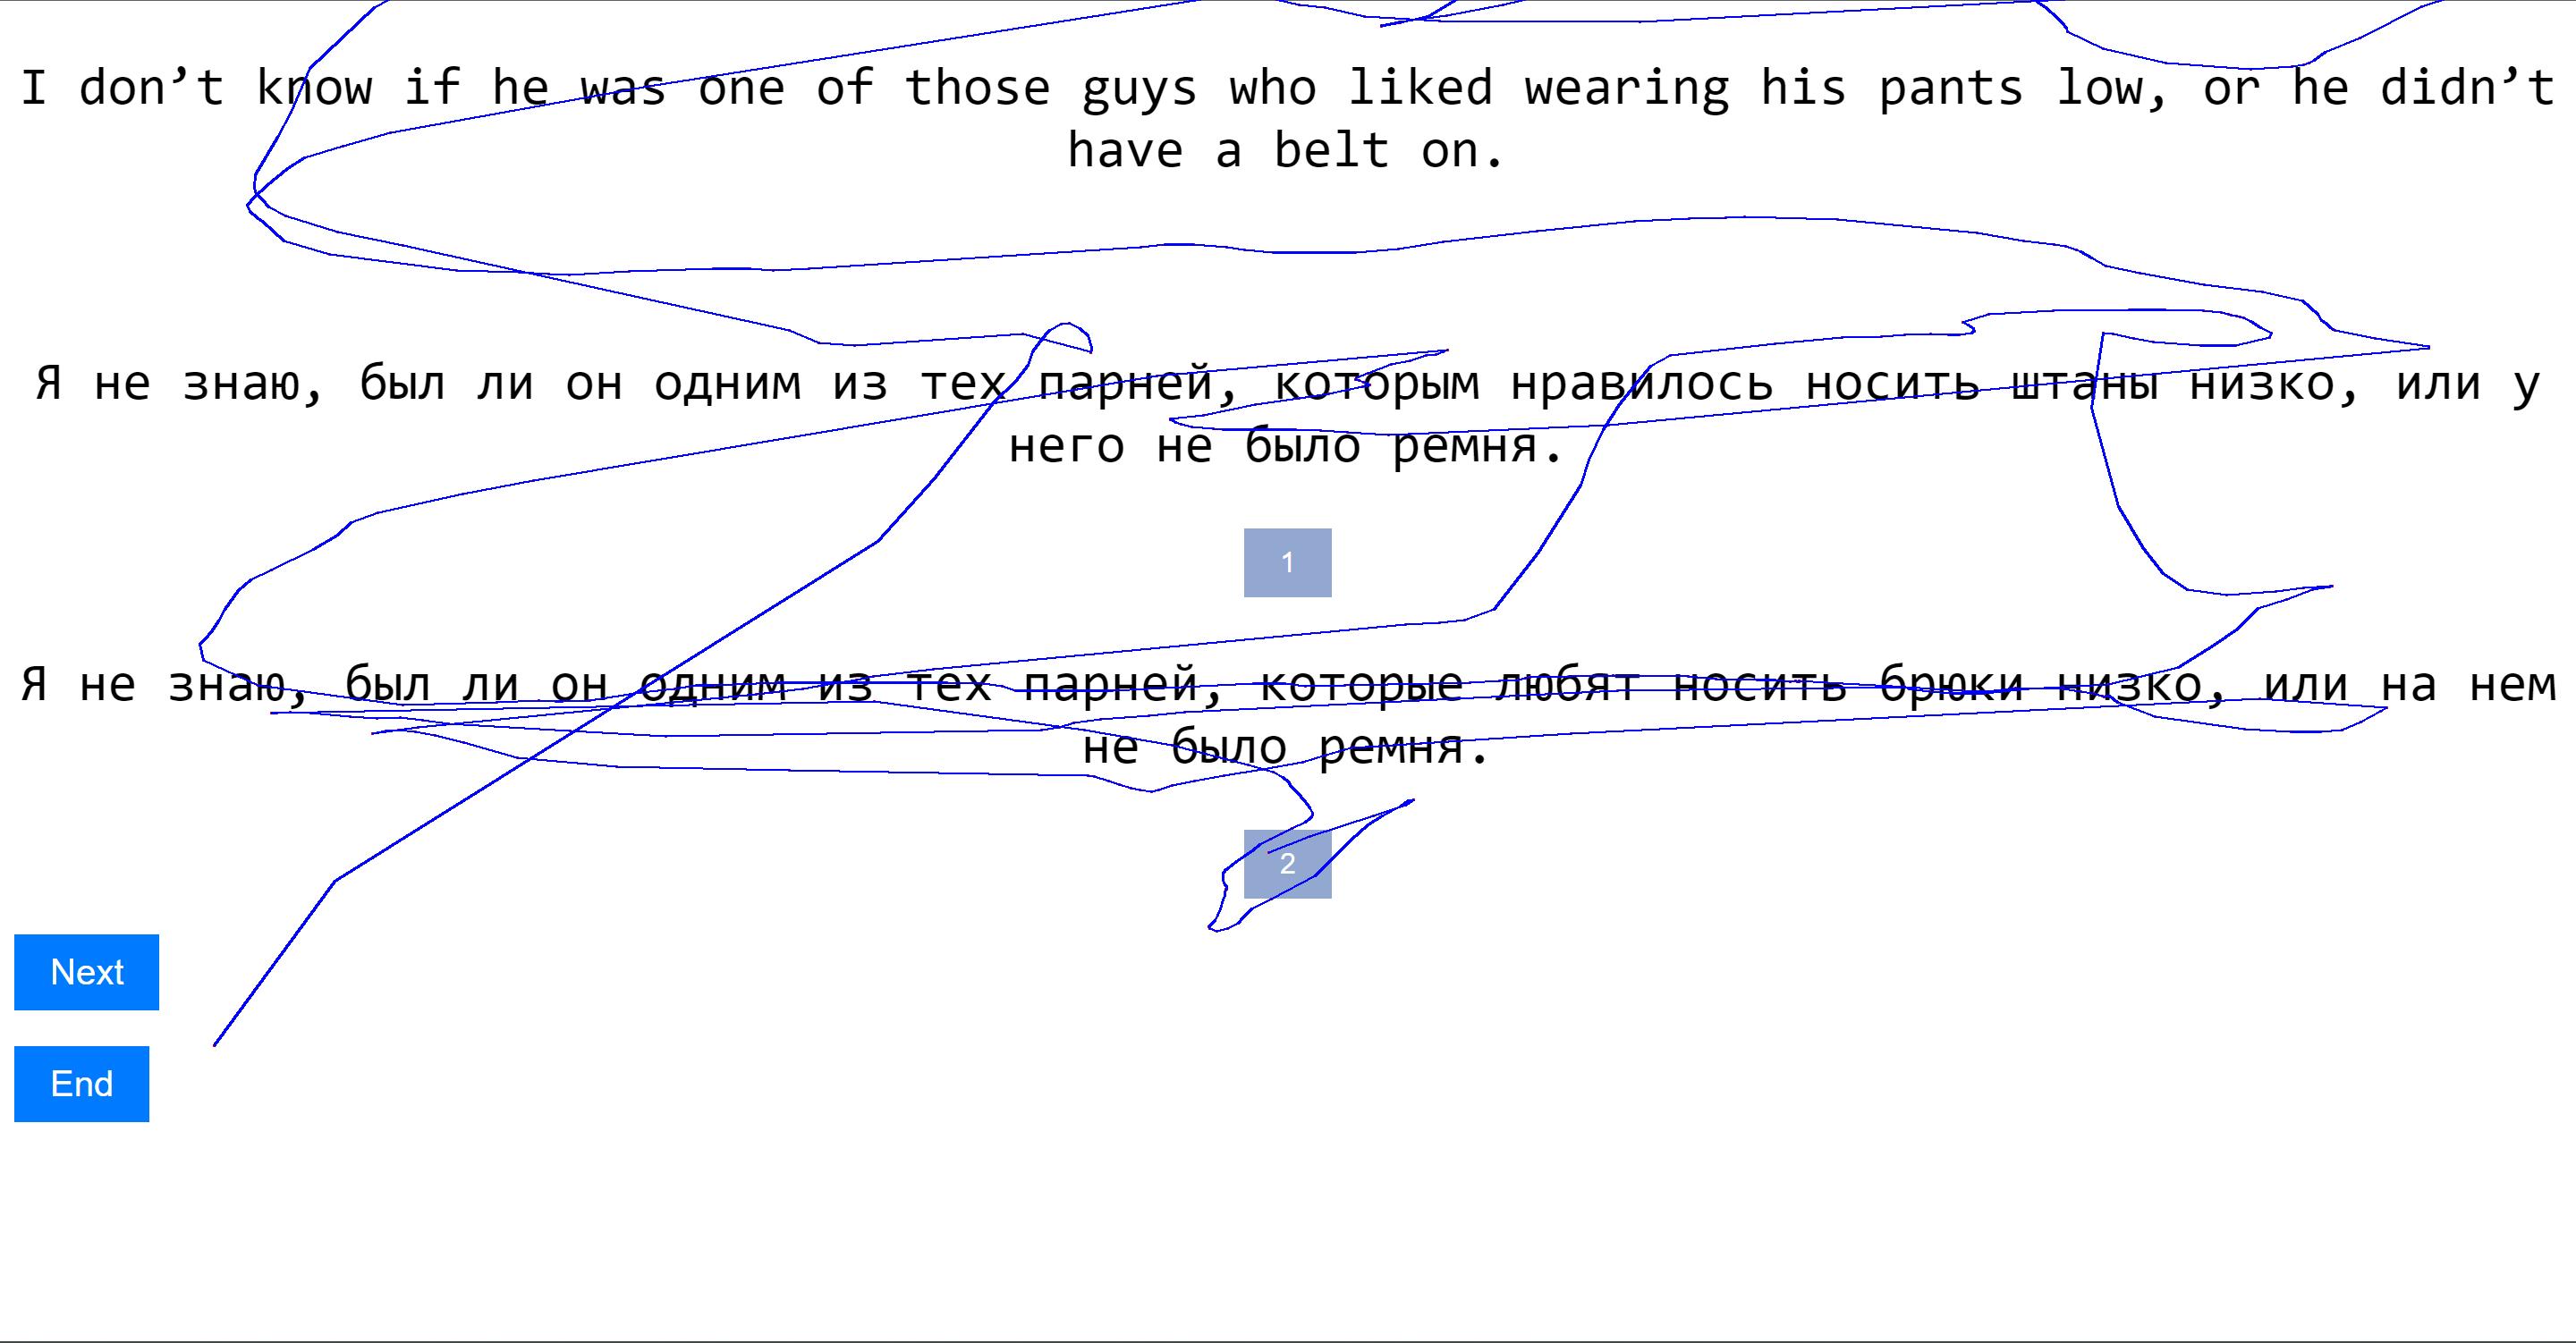 I don’t know if he was one of those guys who liked wearing his pants low, or he didn’t
have a belt on.
Я не знаю, был ли он одним из тех парней, которым нравилось носить штаны низко, или у
него не было ремня.
1
Я не знаю, был ли он одним из тех парней, которые любят носить брюки низко, или на нем
не было ремня.
2
Next
End